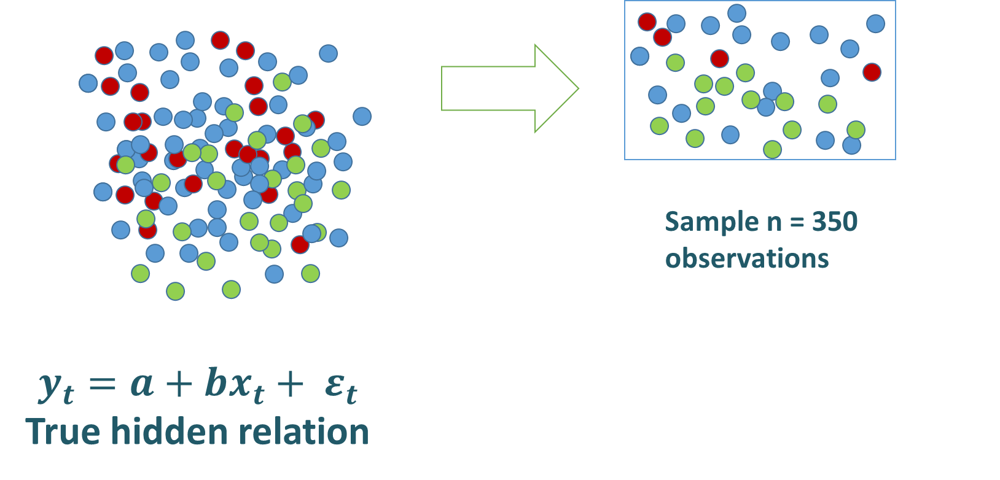 Sample n = 350
observations
yₜ = a + bxₜ + εₜ
True hidden relation